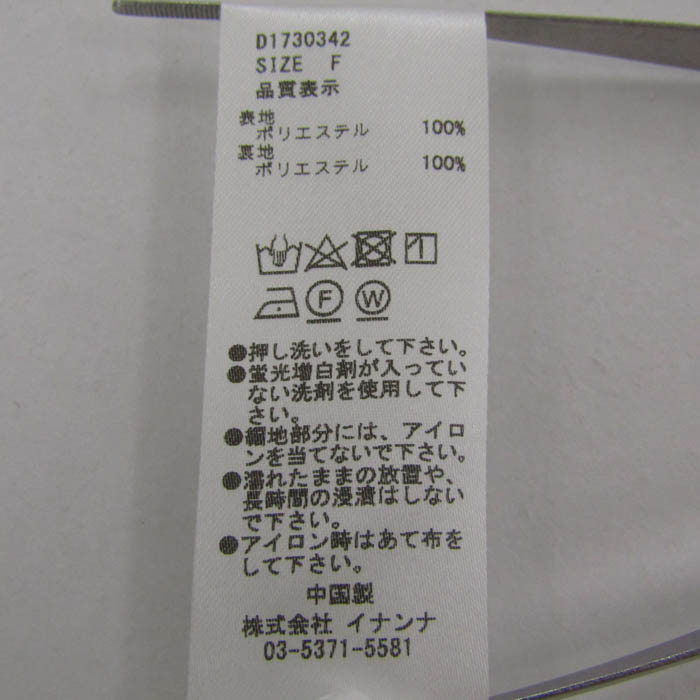 D1730342
SIZE F
品質表示
表地
ポリエステル 100%
裏地
ポリエステル 100%
F W
●押し洗いをして下さい。
●蛍光増白剤が入ってい
ない洗剤を使用して下
さい。
●綿地部分には、アイロ
ンを当てないで下さい。
●濡れたままの放置や、
長時間の浸漬はしない
で下さい。
●アイロン時はあて布を
して下さい。
中国製
株式会社 イナンナ
03-5371-5581